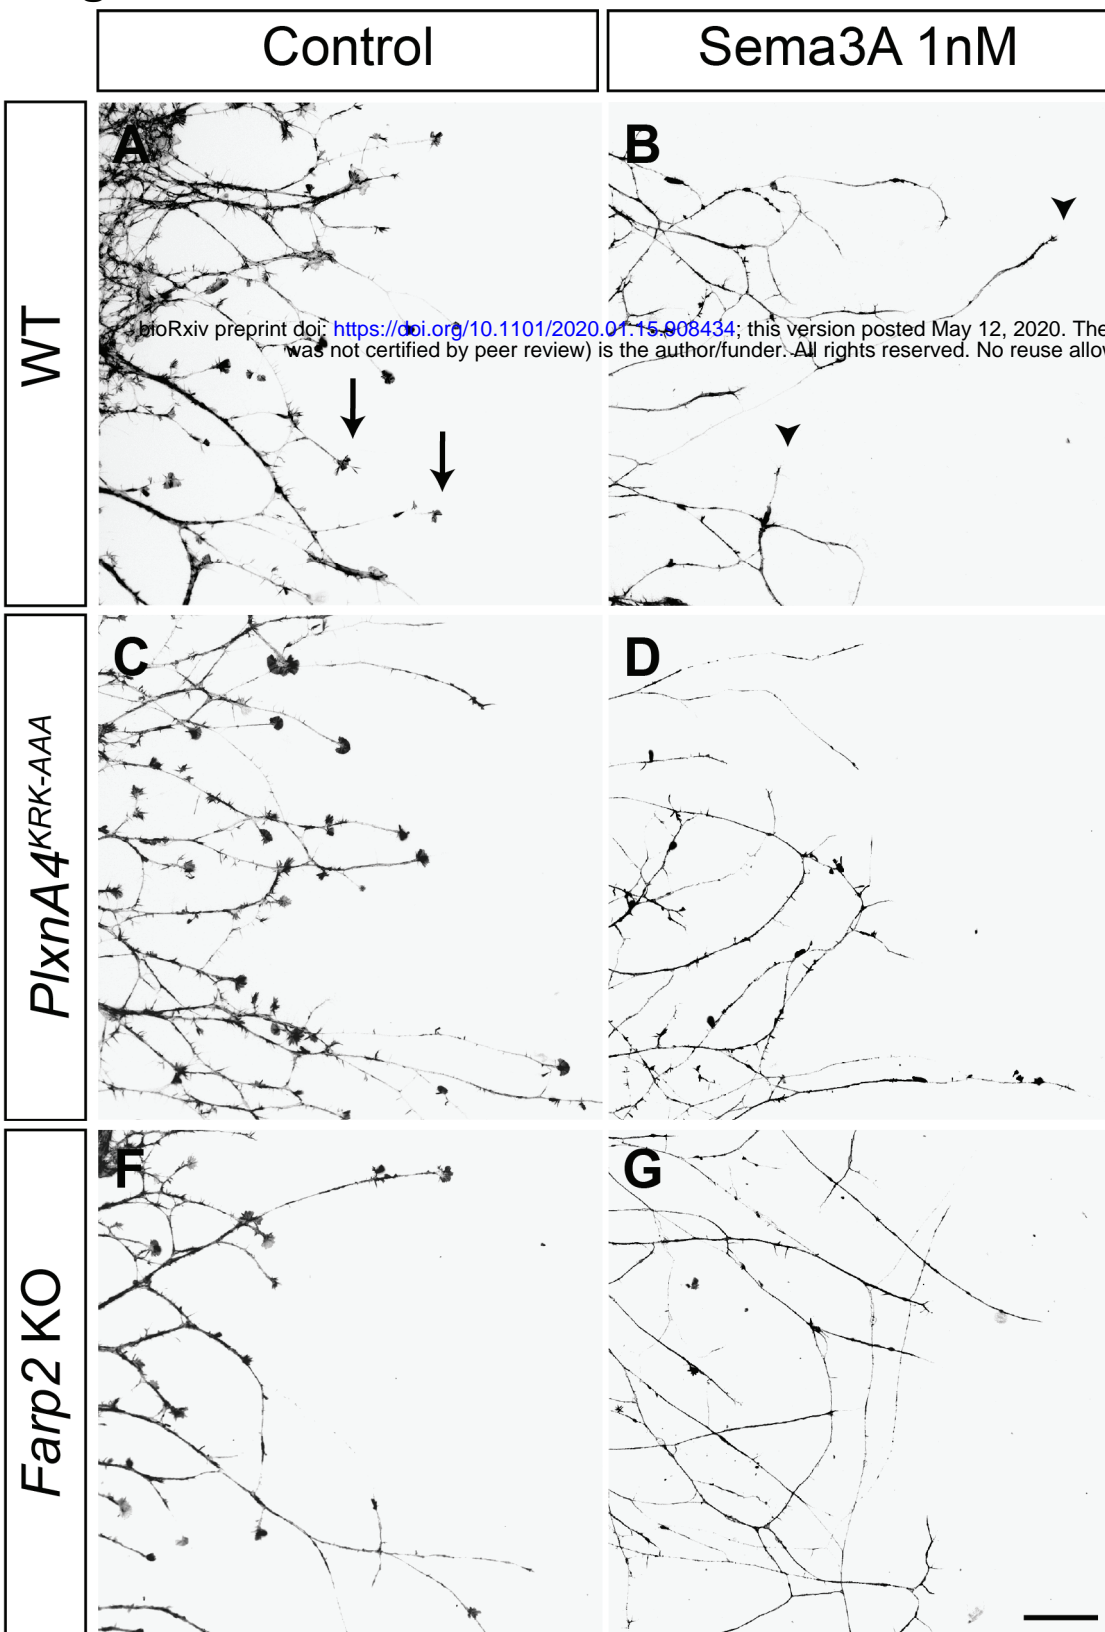 Control
Sema3A 1nM
WT
A
B
bioRxiv preprint doi: https://doi.org/10.1101/2020.01.15.908434; this version posted May 12, 2020. The
was not certified by peer review) is the author/funder. All rights reserved. No reuse allow
PlxnA4KRK-AAA
C
D
Farp2 KO
F
G